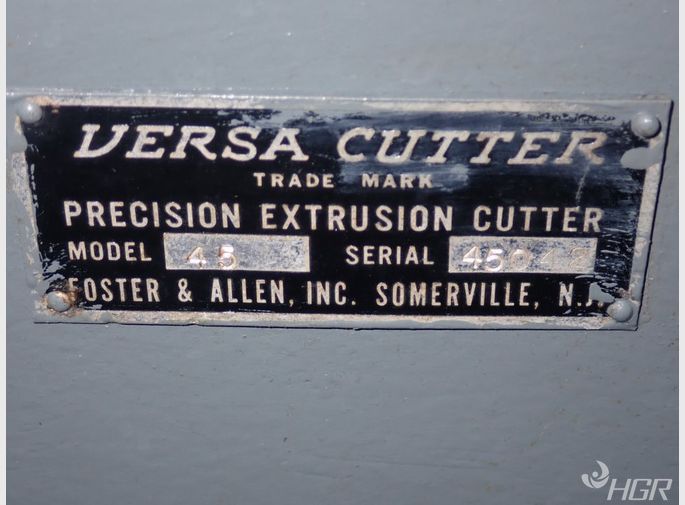 VERSA CUTTER
TRADE MARK
PRECISION EXTRUSION CUTTER
MODEL 45 SERIAL
FOSTER & ALLEN, INC. SOMERVILLE, N.J.
HGR